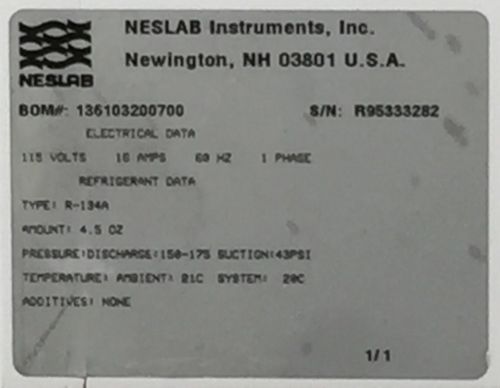 NESLAB Instruments, Inc.
Newington, NH 03801 U.S.A.
NESLAB
BOM#: 136103200700 S/N: R95333282
ELECTRICAL DATA
115 VOLTS 16 AMPS 60 HZ 1 PHASE
REFRIGERANT DATA
TYPE: R-134A
AMOUNT: 4.5 OZ
PRESSURE:DISCHARGE:150-175 SUCTION:43PSI
TEMPERATURE: AMBIENT: 21C SYSTEM: 20C
ADDITIVES: NONE
1/1